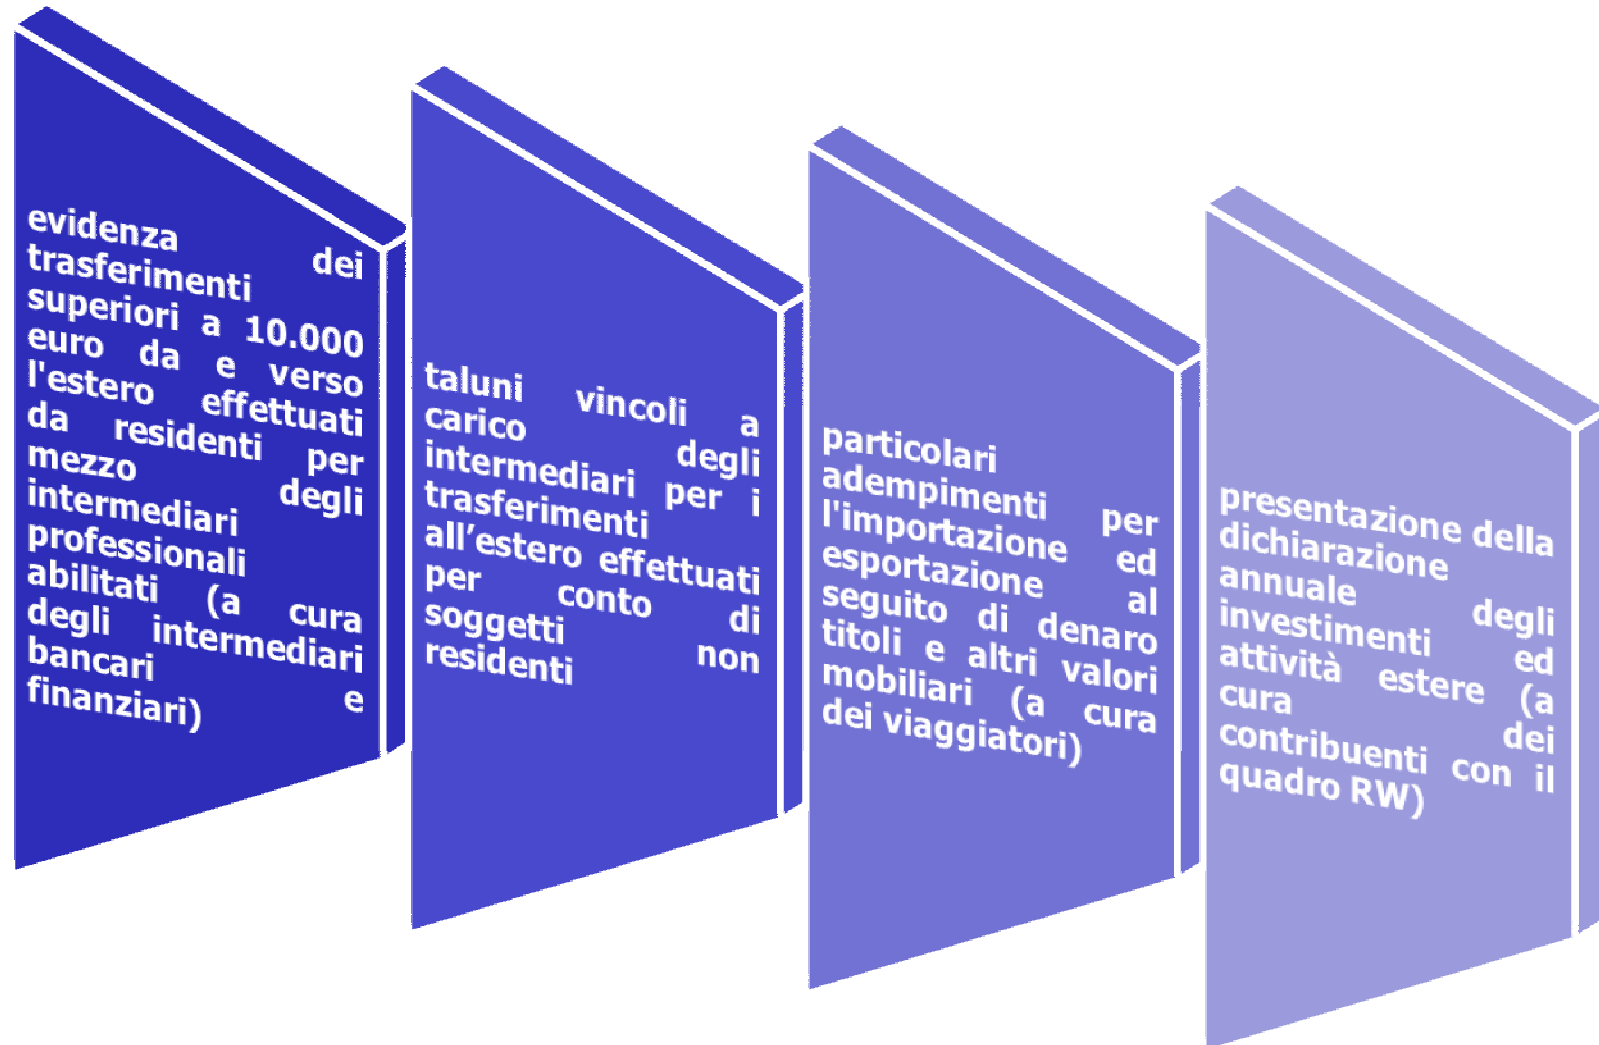 evidenza dei
trasferimenti
superiori a 10.000
euro da e verso
l'estero effettuati
da residenti per
mezzo degli
intermediari
professionali
abilitati (a cura
degli intermediari
bancari e
finanziari)
taluni vincoli a
carico degli
intermediari per i
trasferimenti
all’estero effettuati
per conto di
soggetti non
residenti
particolari
adempimenti per
l'importazione ed
esportazione al
seguito di denaro
titoli e altri valori
mobiliari (a cura
dei viaggiatori)
presentazione della
dichiarazione
annuale degli
investimenti ed
attività estere (a
cura dei
contribuenti con il
quadro RW)